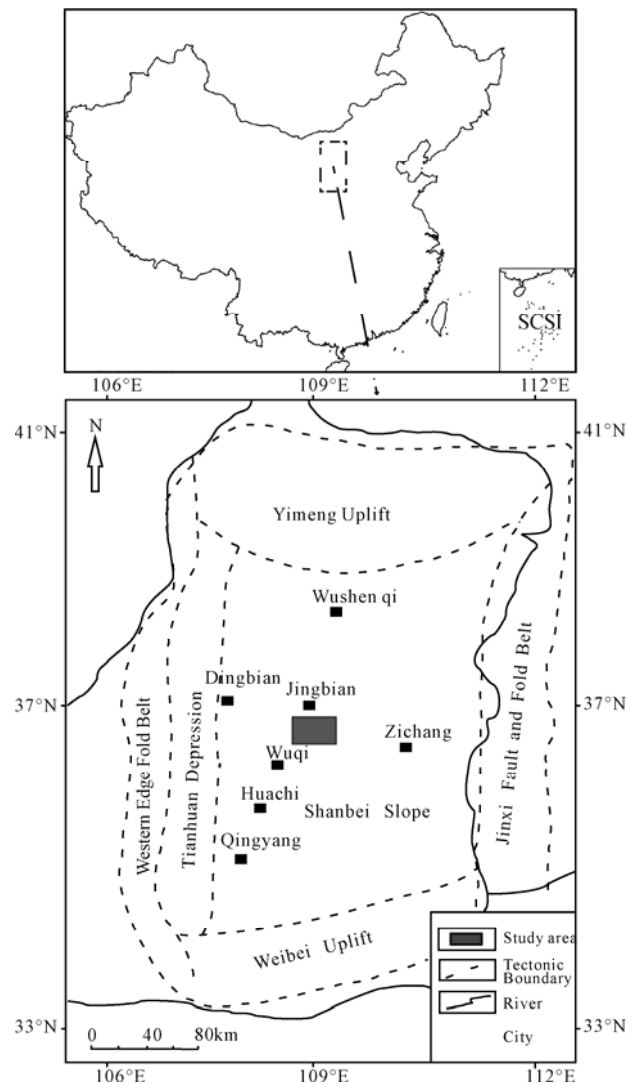 SCSI
106°E 109°E 112°E
41°N 41°N
N
Yimeng Uplift
Wushen qi
Dingbian
Jingbian
37°N 37°N
Zichang
Wuqi
Huachi
Shanbei Slope
Qingyang
Western Edge Fold Belt
Tianhuan Depression
Jinxi Fault and Fold Belt
Weibei Uplift
Study area
Tectonic
Boundary
River
City
33°N 33°N
0 40 80km
106°E 109°E 112°E